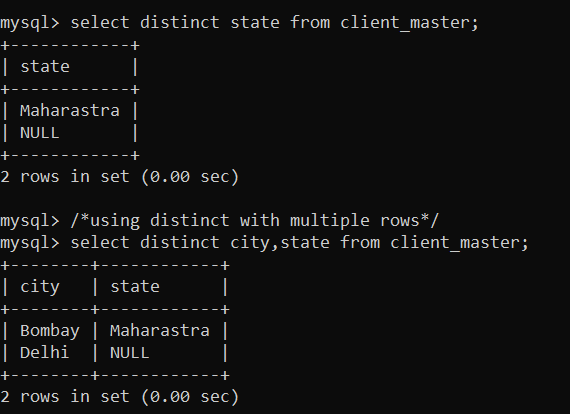 mysql> select distinct state from client_master;
+------------+
| state      |
+------------+
| Maharastra |
| NULL       |
+------------+
2 rows in set (0.00 sec)
mysql> /*using distinct with multiple rows*/
mysql> select distinct city,state from client_master;
+--------+------------+
| city   | state      |
+--------+------------+
| Bombay | Maharastra |
| Delhi  | NULL       |
+--------+------------+
2 rows in set (0.00 sec)